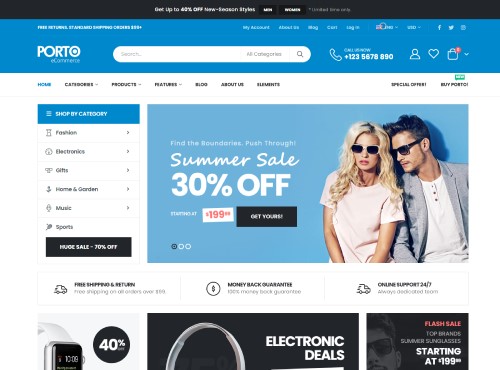 Get Up to 40% OFF New-Season Styles MEN WOMEN * Limited time only.
FREE RETURNS. STANDARD SHIPPING ORDERS $99+
My Account About Us Blog Cart Log In ENG USD
PORTO
eCommerce
Search... All Categories
CALL US NOW
+123 5678 890
HOME CATEGORIES PRODUCTS FEATURES BLOG ABOUT US ELEMENTS SPECIAL OFFER! BUY PORTO!
NEW
SHOP BY CATEGORY
Fashion
Electronics
Gifts
Home & Garden
Music
Sports
HUGE SALE - 70% OFF
Find the Boundaries. Push Through!
Summer Sale
30% OFF
STARTING AT $199.99 GET YOURS!
FREE SHIPPING & RETURN
Free shipping on all orders over $99.
MONEY BACK GUARANTEE
100% money back guarantee
ONLINE SUPPORT 24/7
Always dedicated team
40% OFF
ELECTRONIC
DEALS
FLASH SALE
TOP BRANDS
SUMMER SUNGLASSES
STARTING
AT $199.99